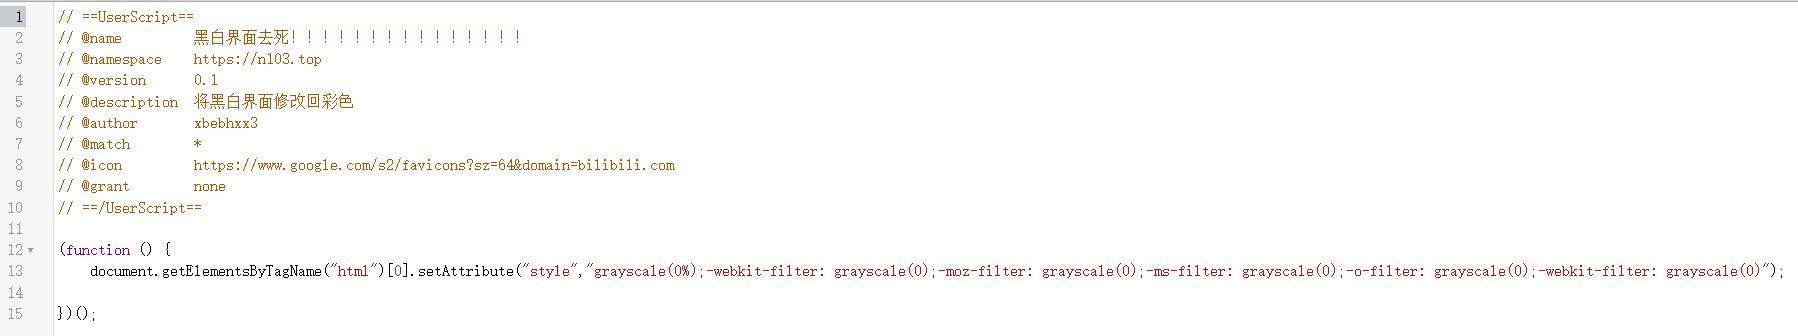 1 // ==UserScript==
2 // @name         黑白界面去死！！！！！！！！！！！！！！！
3 // @namespace    https://nl03.top
4 // @version      0.1
5 // @description  将黑白界面修改回彩色
6 // @author       xbebhxx3
7 // @match        *
8 // @icon         https://www.google.com/s2/favicons?sz=64&domain=bilibili.com
9 // @grant        none
10 // ==/UserScript==
11
12 (function () {
13     document.getElementsByTagName("html")[0].setAttribute("style","grayscale(0%);-webkit-filter: grayscale(0);-moz-filter: grayscale(0);-ms-filter: grayscale(0);-o-filter: grayscale(0);-webkit-filter: grayscale(0)");
14
15 })();